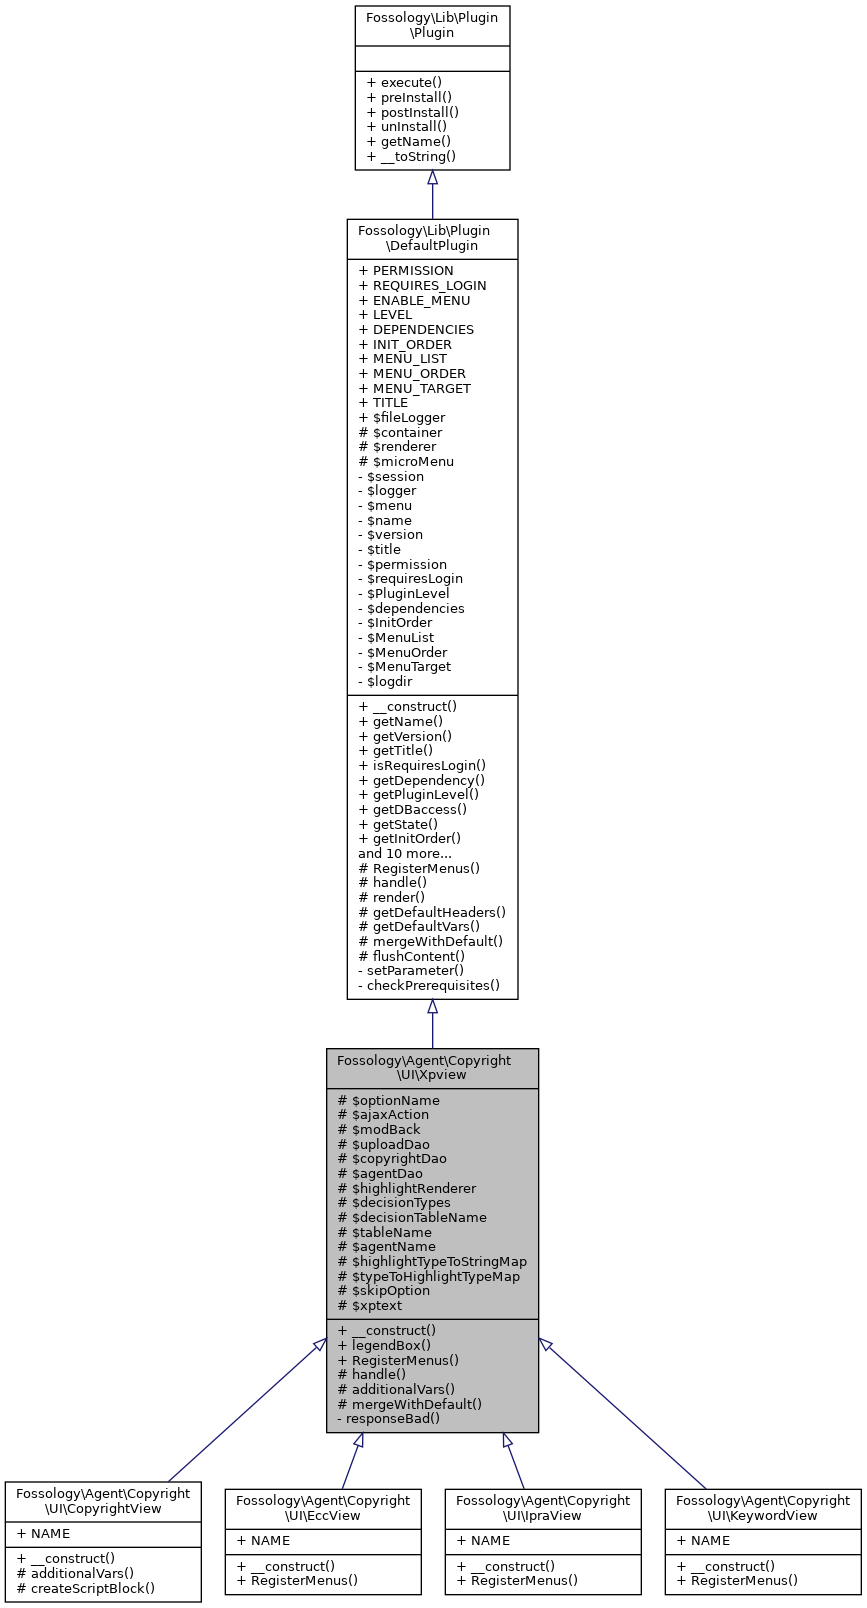 Fossology\Lib\Plugin
\Plugin
+ execute()
+ preInstall()
+ postInstall()
+ unInstall()
+ getName()
+ __toString()
Fossology\Lib\Plugin
\DefaultPlugin
+ PERMISSION
+ REQUIRES_LOGIN
+ ENABLE_MENU
+ LEVEL
+ DEPENDENCIES
+ INIT_ORDER
+ MENU_LIST
+ MENU_ORDER
+ MENU_TARGET
+ TITLE
+ $fileLogger
# $container
# $renderer
# $microMenu
- $session
- $logger
- $menu
- $name
- $version
- $title
- $permission
- $requiresLogin
- $PluginLevel
- $dependencies
- $InitOrder
- $MenuList
- $MenuOrder
- $MenuTarget
- $logdir
+ __construct()
+ getName()
+ getVersion()
+ getTitle()
+ isRequiresLogin()
+ getDependency()
+ getPluginLevel()
+ getDBaccess()
+ getState()
+ getInitOrder()
and 10 more...
# RegisterMenus()
# handle()
# render()
# getDefaultHeaders()
# getDefaultVars()
# mergeWithDefault()
# flushContent()
- setParameter()
- checkPrerequisites()
Fossology\Agent\Copyright
\UI\Xpview
# $optionName
# $ajaxAction
# $modBack
# $uploadDao
# $copyrightDao
# $agentDao
# $highlightRenderer
# $decisionTypes
# $decisionTableName
# $tableName
# $agentName
# $highlightTypeToStringMap
# $typeToHighlightTypeMap
# $skipOption
# $xptext
+ __construct()
+ legendBox()
+ RegisterMenus()
# handle()
# additionalVars()
# mergeWithDefault()
- responseBad()
Fossology\Agent\Copyright
\UI\CopyrightView
+ NAME
+ __construct()
# additionalVars()
# createScriptBlock()
Fossology\Agent\Copyright
\UI\EccView
+ NAME
+ __construct()
+ RegisterMenus()
Fossology\Agent\Copyright
\UI\IpraView
+ NAME
+ __construct()
+ RegisterMenus()
Fossology\Agent\Copyright
\UI\KeywordView
+ NAME
+ __construct()
+ RegisterMenus()